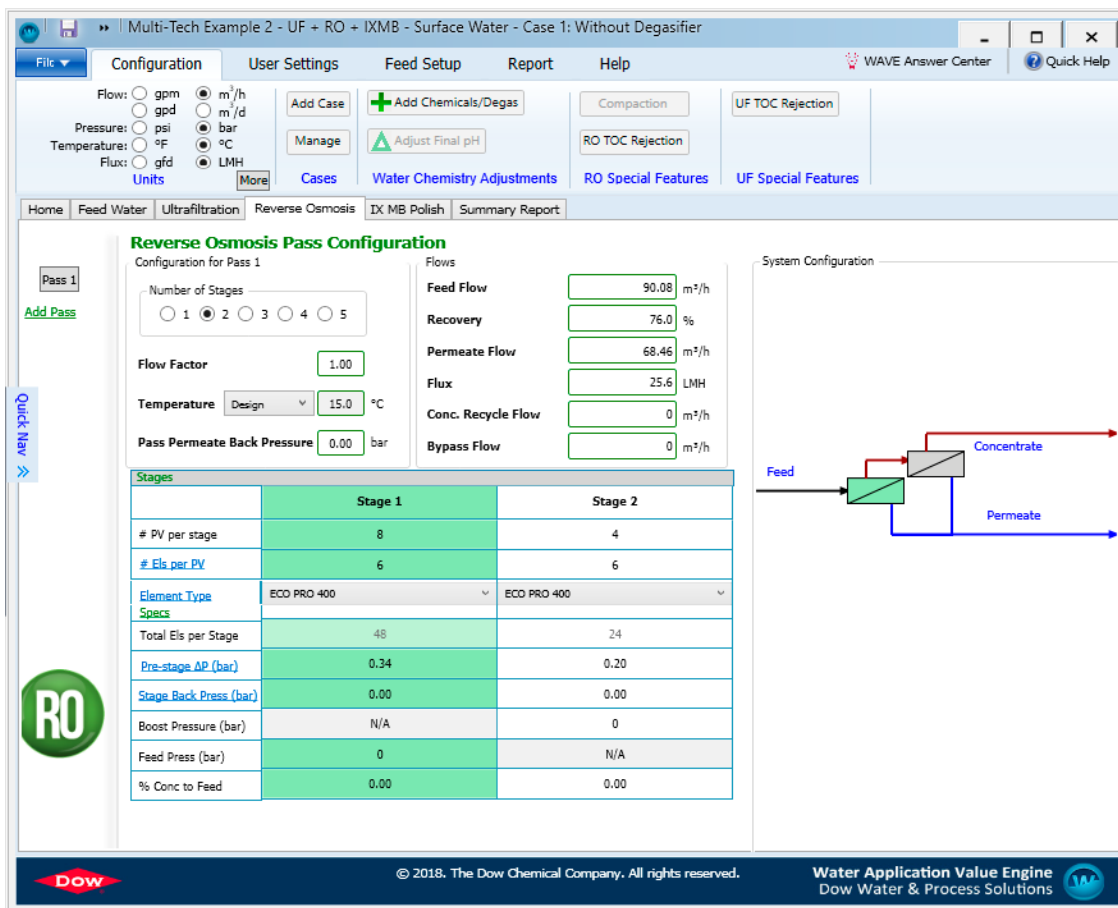 Multi-Tech Example 2 - UF + RO + IXMB - Surface Water - Case 1: Without Degasifier
File Configuration User Settings Feed Setup Report Help WAVE Answer Center Quick Help
Flow: gpm m³/h
gpd m³/d
Pressure: psi bar
Temperature: °F °C
Flux: gfd LMH
Units More
Add Case
Manage
Cases
Add Chemicals/Degas
Adjust Final pH
Water Chemistry Adjustments
Compaction
RO TOC Rejection
RO Special Features
UF TOC Rejection
UF Special Features
Home Feed Water Ultrafiltration Reverse Osmosis IX MB Polish Summary Report
Pass 1
Add Pass
Quick Nav
Reverse Osmosis Pass Configuration
Configuration for Pass 1
Number of Stages
1 2 3 4 5
Flow Factor 1.00
Temperature Design 15.0 °C
Pass Permeate Back Pressure 0.00 bar
Flows
Feed Flow 90.08 m³/h
Recovery 76.0 %
Permeate Flow 68.46 m³/h
Flux 25.6 LMH
Conc. Recycle Flow 0 m³/h
Bypass Flow 0 m³/h
System Configuration
Feed
Concentrate
Permeate
Stages
Stage 1 Stage 2
# PV per stage 8 4
# Els per PV 6 6
Element Type ECO PRO 400 ECO PRO 400
Specs
Total Els per Stage 48 24
Pre-stage ΔP (bar) 0.34 0.20
Stage Back Press (bar) 0.00 0.00
Boost Pressure (bar) N/A 0
Feed Press (bar) 0 N/A
% Conc to Feed 0.00 0.00
RO
DOW
© 2018. The Dow Chemical Company. All rights reserved.
Water Application Value Engine
Dow Water & Process Solutions